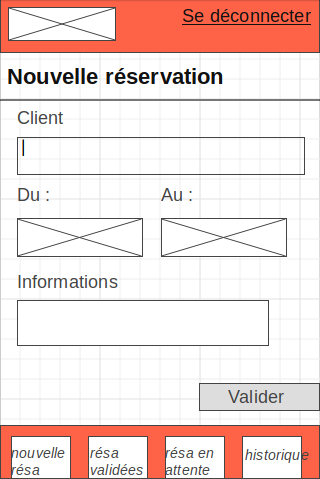 Se déconnecter
Nouvelle réservation
Client
Du : Au :
Informations
Valider
nouvelle résa
résa validées
résa en attente
historique